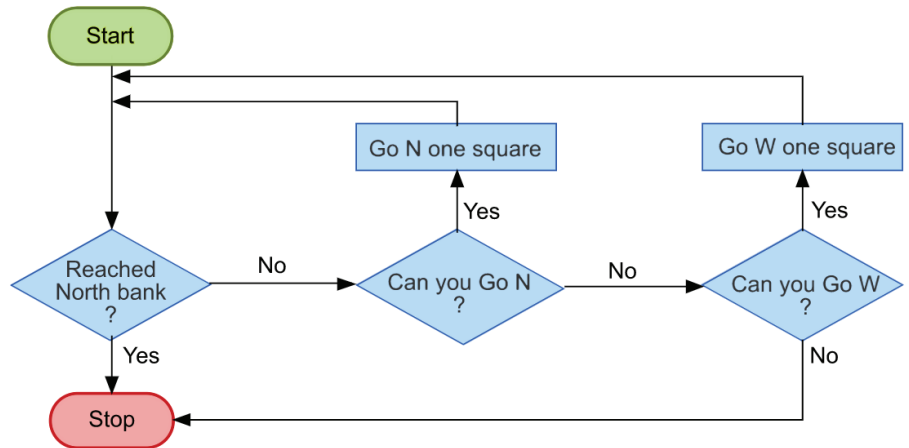 Start
Go N one square
Go W one square
Yes
Yes
Reached
North bank
?
No
Can you Go N
?
No
Can you Go W
?
Yes
No
Stop